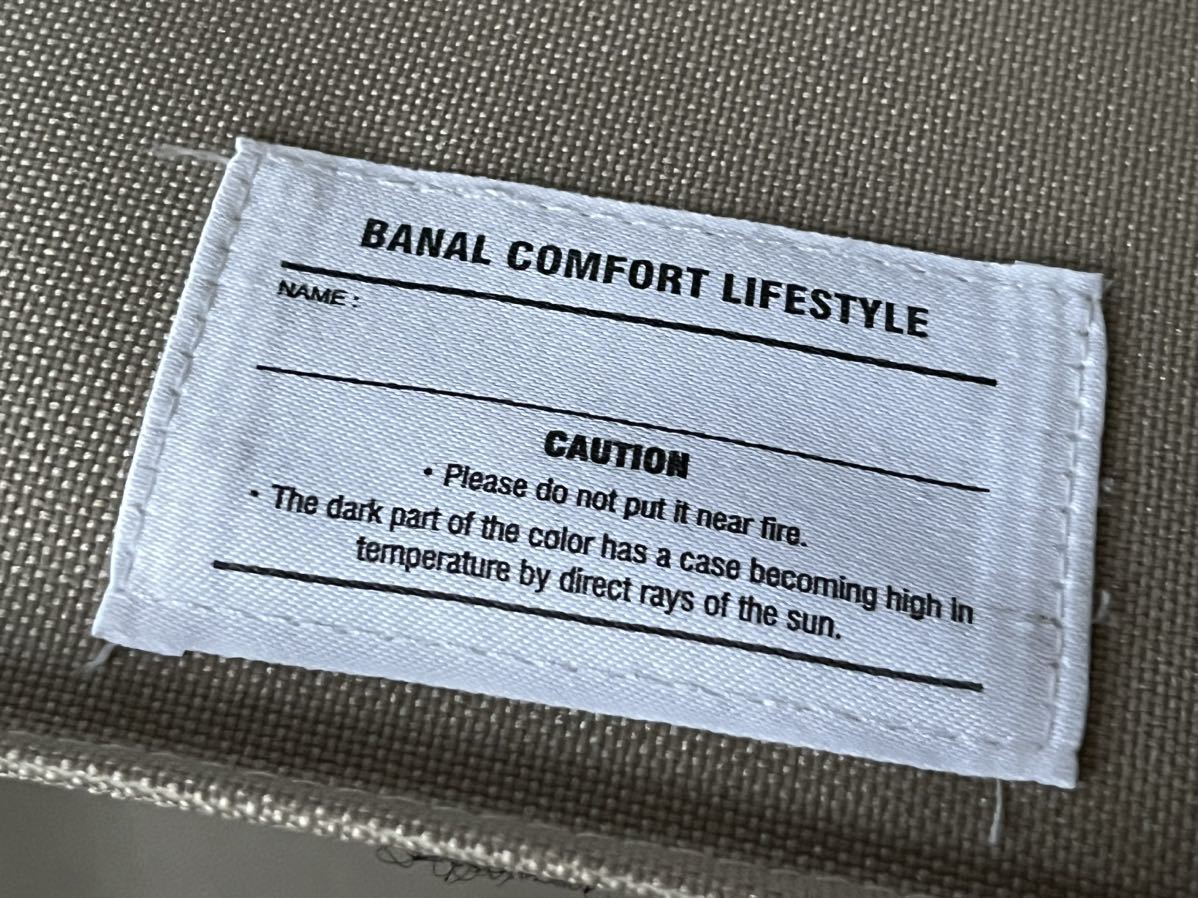 BANAL COMFORT LIFESTYLE
NAME :
CAUTION
• Please do not put it near fire.
• The dark part of the color has a case becoming high in
temperature by direct rays of the sun.